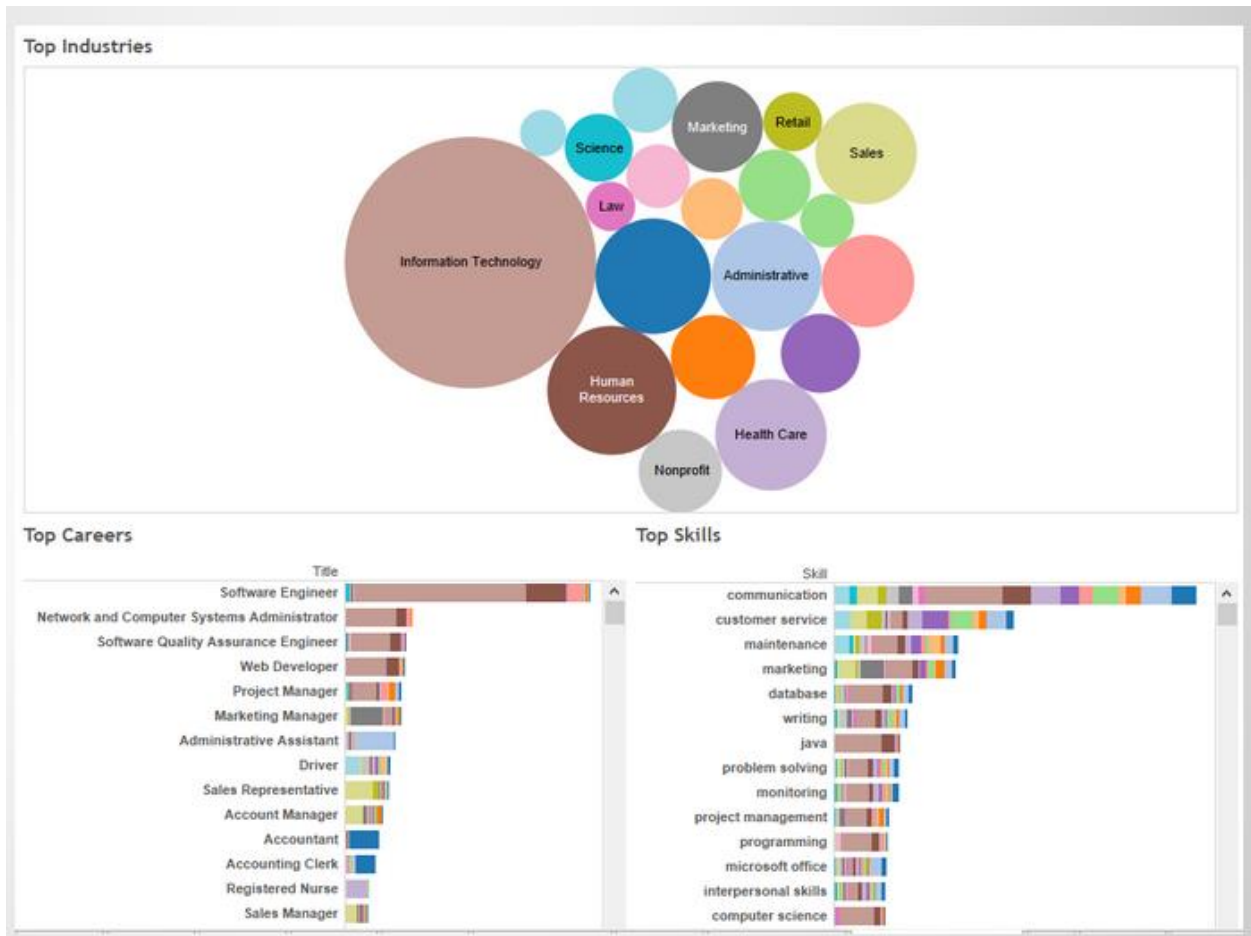 Top Industries
Marketing
Retail
Science
Sales
Law
Information Technology
Administrative
Human
Resources
Health Care
Nonprofit
Top Careers
Title
Software Engineer
Network and Computer Systems Administrator
Software Quality Assurance Engineer
Web Developer
Project Manager
Marketing Manager
Administrative Assistant
Driver
Sales Representative
Account Manager
Accountant
Accounting Clerk
Registered Nurse
Sales Manager
Top Skills
Skill
communication
customer service
maintenance
marketing
database
writing
java
problem solving
monitoring
project management
programming
microsoft office
interpersonal skills
computer science